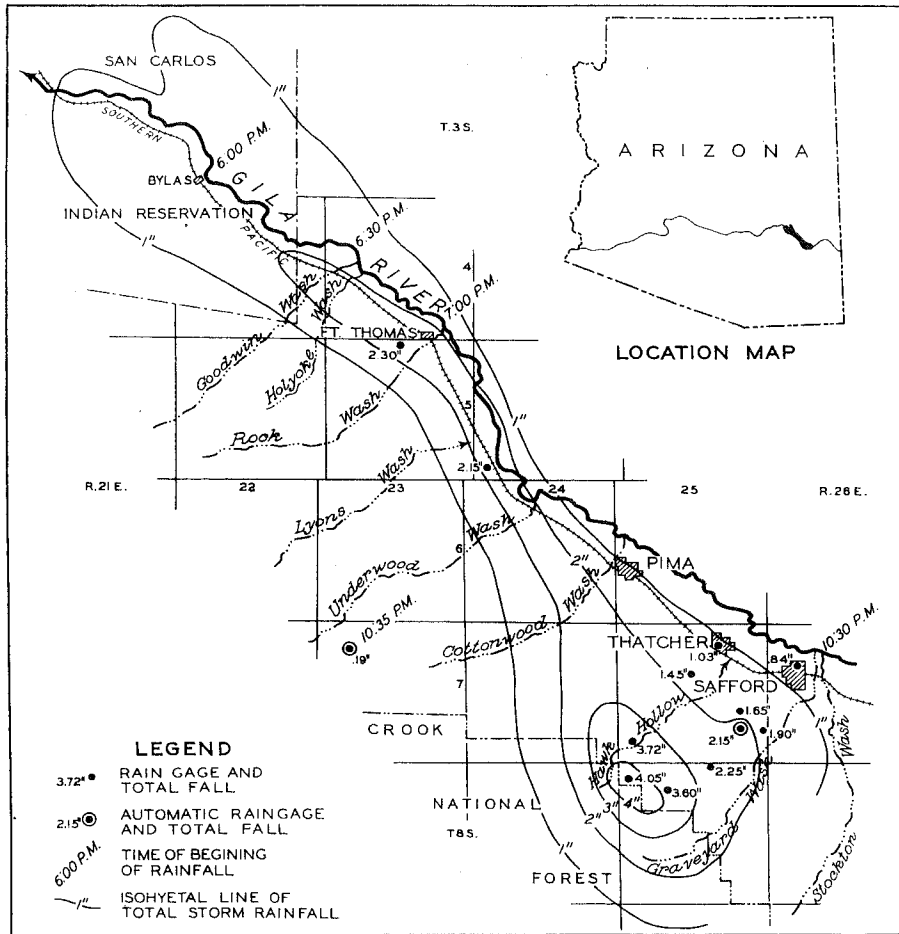 SAN CARLOS
1"
T.3S.
ARIZONA
SOUTHERN
6:00 P.M.
BYLAS
GILA
INDIAN RESERVATION
6:30 P.M.
1"
PACIFIC
RIVER
4
7:00 P.M.
Wash
Wash
FT. THOMAS
LOCATION MAP
2.30"
Goodwin
Holyoke
Wash
5
1"
Rook
2.15"
Wash
R.21E.
22
23
24
25
R.26E.
Lyons
Wash
6
2"
PIMA
Underwood
Wash
10:35 P.M.
10:30 P.M.
.19"
Cottonwood
THATCHER
1.03"
.84"
1.45"
SAFFORD
7
1.65"
1"
Wash
CROOK
Hollow
3.72"
2.15"
1.90"
LEGEND
Hawk
4.05"
2.25"
Wash
3.72" RAIN GAGE AND
TOTAL FALL
3.60"
NATIONAL
2" 3" 4"
2.15" AUTOMATIC RAINGAGE
AND TOTAL FALL
T8S.
1"
Graveyard
6:00 P.M. TIME OF BEGINING
OF RAINFALL
FOREST
Stockton
1" ISOHYETAL LINE OF
TOTAL STORM RAINFALL